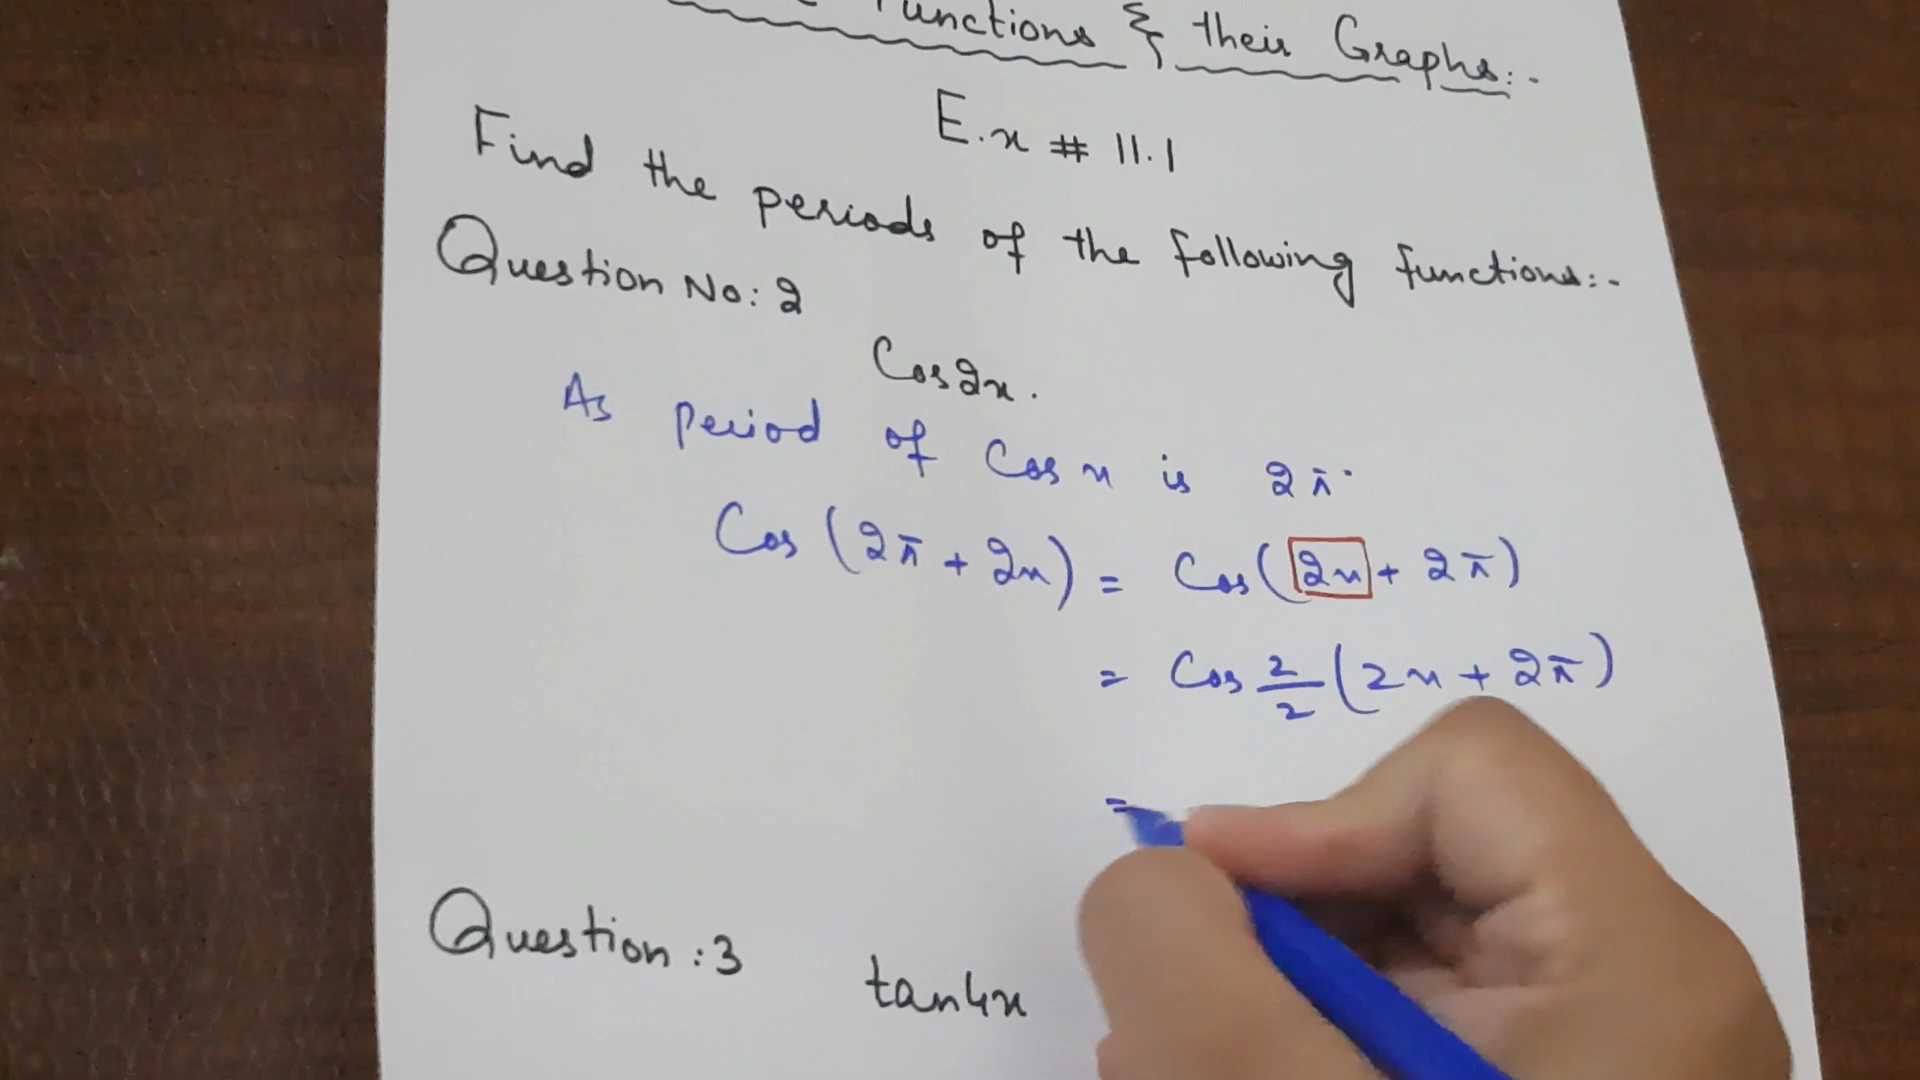 Functions & their Graphs:-
E.x # 11.1
Find the periods of the following functions:-
Question No: 2
Cos2x.
As period of Cos x is 2π.
Cos (2π + 2x) = Cos(2x + 2π)
= Cos 2/2 (2x + 2π)
=
Question :3 tan4x